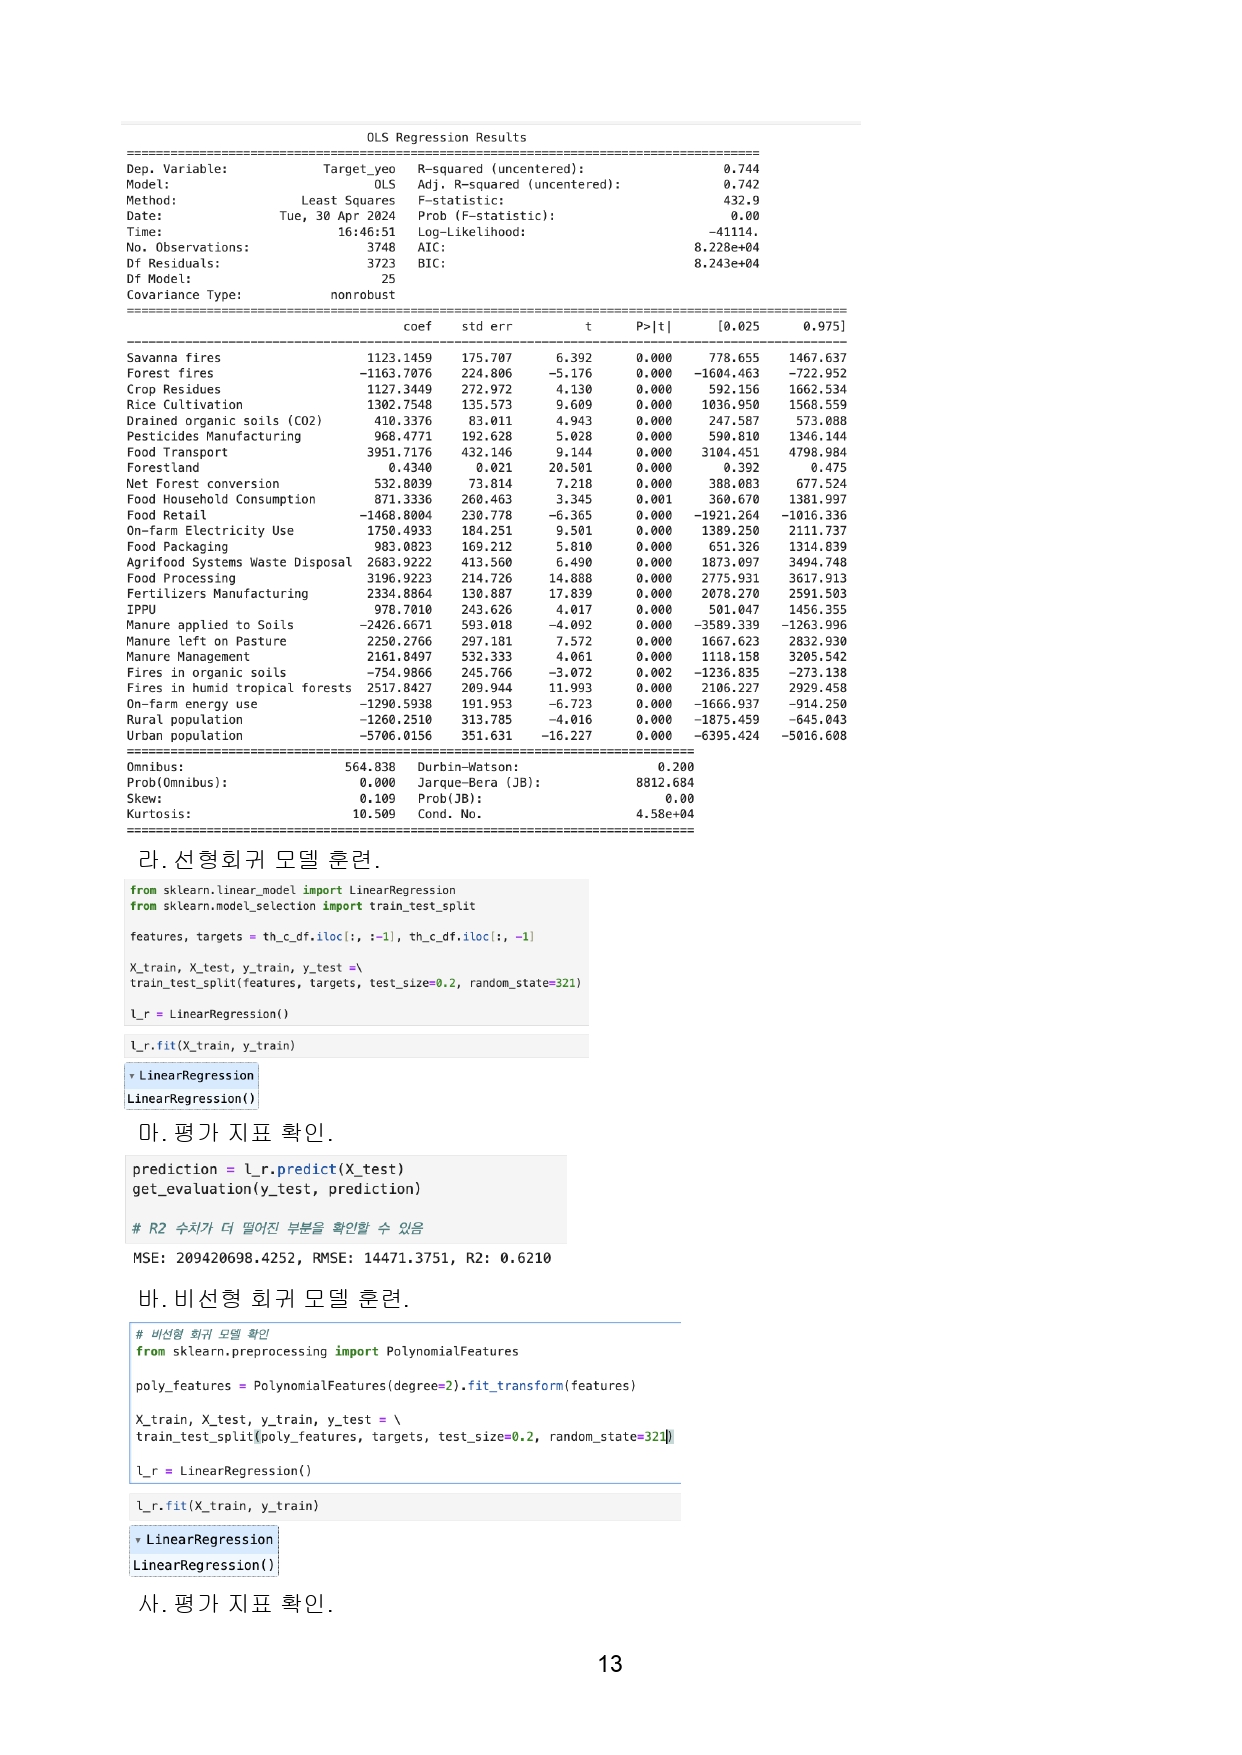 OLS Regression Results
==============================================================================
Dep. Variable: Target_yeo R-squared (uncentered): 0.744
Model: OLS Adj. R-squared (uncentered): 0.742
Method: Least Squares F-statistic: 432.9
Date: Tue, 30 Apr 2024 Prob (F-statistic): 0.00
Time: 16:46:51 Log-Likelihood: -41114.
No. Observations: 3748 AIC: 8.228e+04
Df Residuals: 3723 BIC: 8.243e+04
Df Model: 25
Covariance Type: nonrobust
==============================================================================
coef std err t P>|t| [0.025 0.975]
------------------------------------------------------------------------------
Savanna fires 1123.1459 175.707 6.392 0.000 778.655 1467.637
Forest fires -1163.7076 224.806 -5.176 0.000 -1604.463 -722.952
Crop Residues 1127.3449 272.972 4.130 0.000 592.156 1662.534
Rice Cultivation 1302.7548 135.573 9.609 0.000 1036.950 1568.559
Drained organic soils (CO2) 410.3376 83.011 4.943 0.000 247.587 573.088
Pesticides Manufacturing 968.4771 192.628 5.028 0.000 590.810 1346.144
Food Transport 3951.7176 432.146 9.144 0.000 3104.451 4798.984
Forestland 0.4340 0.021 20.501 0.000 0.392 0.475
Net Forest conversion 532.8039 73.814 7.218 0.000 388.083 677.524
Food Household Consumption 871.3336 260.463 3.345 0.001 360.670 1381.997
Food Retail -1468.8004 230.778 -6.365 0.000 -1921.264 -1016.336
On-farm Electricity Use 1750.4933 184.251 9.501 0.000 1389.250 2111.737
Food Packaging 983.0823 169.212 5.810 0.000 651.326 1314.839
Agrifood Systems Waste Disposal 2683.9222 413.560 6.490 0.000 1873.097 3494.748
Food Processing 3196.9223 214.726 14.888 0.000 2775.931 3617.913
Fertilizers Manufacturing 2334.8864 130.887 17.839 0.000 2078.270 2591.503
IPPU 978.7010 243.626 4.017 0.000 501.047 1456.355
Manure applied to Soils -2426.6671 593.018 -4.092 0.000 -3589.339 -1263.996
Manure left on Pasture 2250.2766 297.181 7.572 0.000 1667.623 2832.930
Manure Management 2161.8497 532.333 4.061 0.000 1118.158 3205.542
Fires in organic soils -754.9866 245.766 -3.072 0.002 -1236.835 -273.138
Fires in humid tropical forests 2517.8427 209.944 11.993 0.000 2106.227 2929.458
On-farm energy use -1290.5938 191.953 -6.723 0.000 -1666.937 -914.250
Rural population -1260.2510 313.785 -4.016 0.000 -1875.459 -645.043
Urban population -5706.0156 351.631 -16.227 0.000 -6395.424 -5016.608
==============================================================================
Omnibus: 564.838 Durbin-Watson: 0.200
Prob(Omnibus): 0.000 Jarque-Bera (JB): 8812.684
Skew: 0.109 Prob(JB): 0.00
Kurtosis: 10.509 Cond. No. 4.58e+04
==============================================================================
라. 선형회귀 모델 훈련.
from sklearn.linear_model import LinearRegression
from sklearn.model_selection import train_test_split
features, targets = th_c_df.iloc[:, :-1], th_c_df.iloc[:, -1]
X_train, X_test, y_train, y_test =\
train_test_split(features, targets, test_size=0.2, random_state=321)
l_r = LinearRegression()
l_r.fit(X_train, y_train)
▾ LinearRegression
LinearRegression()
마. 평가 지표 확인.
prediction = l_r.predict(X_test)
get_evaluation(y_test, prediction)
# R2 수치가 더 떨어진 부분을 확인할 수 있음
MSE: 209420698.4252, RMSE: 14471.3751, R2: 0.6210
바. 비선형 회귀 모델 훈련.
# 비선형 회귀 모델 확인
from sklearn.preprocessing import PolynomialFeatures
poly_features = PolynomialFeatures(degree=2).fit_transform(features)
X_train, X_test, y_train, y_test = \
train_test_split(poly_features, targets, test_size=0.2, random_state=321)
l_r = LinearRegression()
l_r.fit(X_train, y_train)
▾ LinearRegression
LinearRegression()
사. 평가 지표 확인.
13